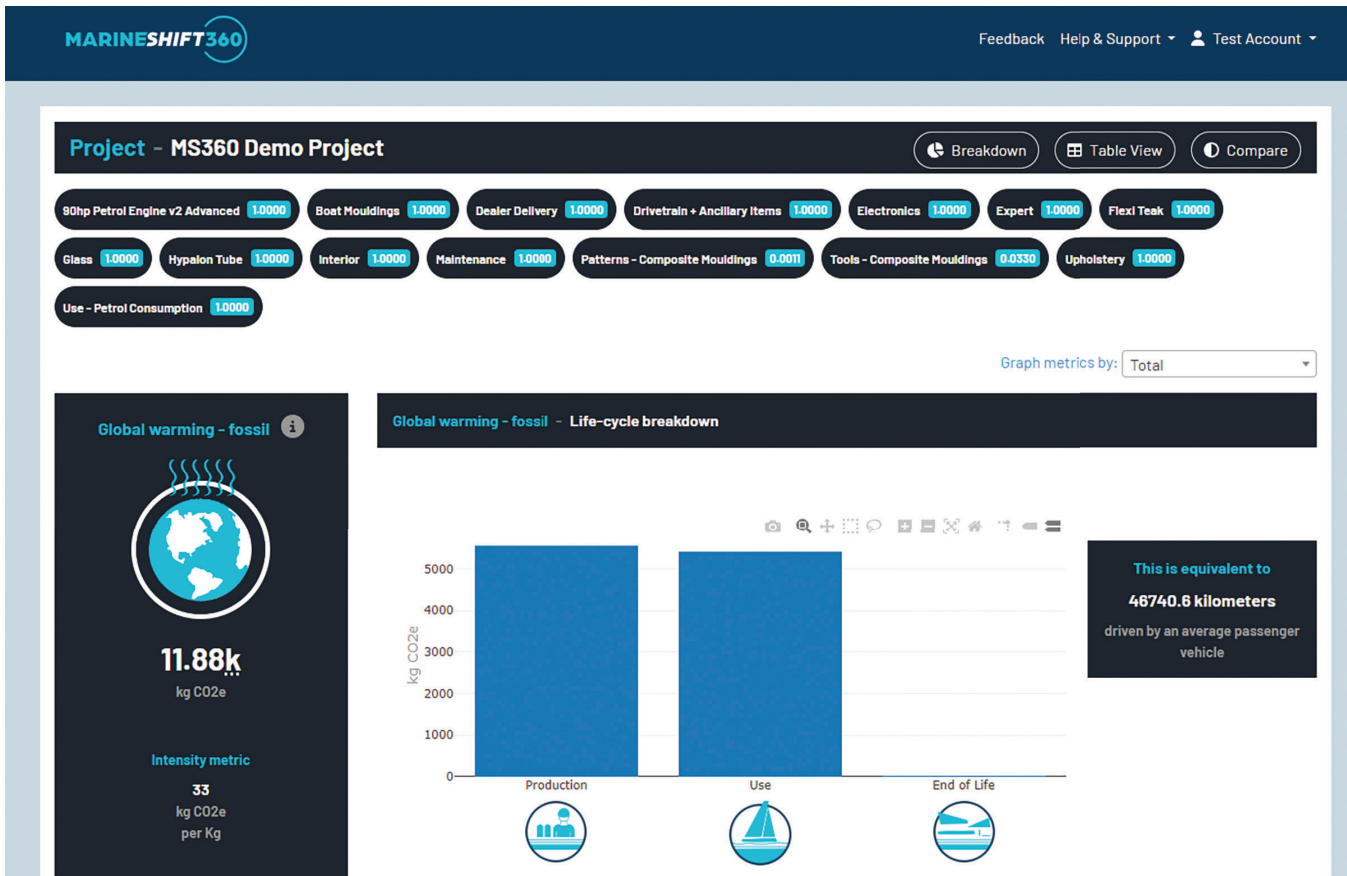 MARINESHIFT360
Feedback Help & Support Test Account
Project - MS360 Demo Project
Breakdown Table View Compare
90hp Petrol Engine v2 Advanced 1.0000 Boat Mouldings 1.0000 Dealer Delivery 1.0000 Drivetrain + Ancillary Items 1.0000 Electronics 1.0000 Expert 1.0000 Flexi Teak 1.0000
Glass 1.0000 Hypalon Tube 1.0000 Interior 1.0000 Maintenance 1.0000 Patterns - Composite Mouldings 0.0011 Tools - Composite Mouldings 0.0330 Upholstery 1.0000
Use - Petrol Consumption 1.0000
Graph metrics by: Total
Global warming - fossil i
11.88k
kg CO2e
Intensity metric
33
kg CO2e
per Kg
Global warming - fossil - Life-cycle breakdown
kg CO2e
5000
4000
3000
2000
1000
0
Production Use End of Life
This is equivalent to
46740.6 kilometers
driven by an average passenger
vehicle